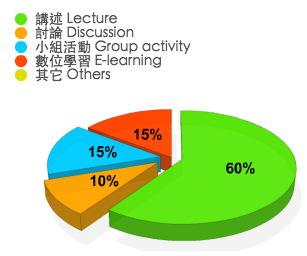 講述 Lecture
討論 Discussion
小組活動 Group activity
數位學習 E-learning
其它 Others
15%
15%
60%
10%